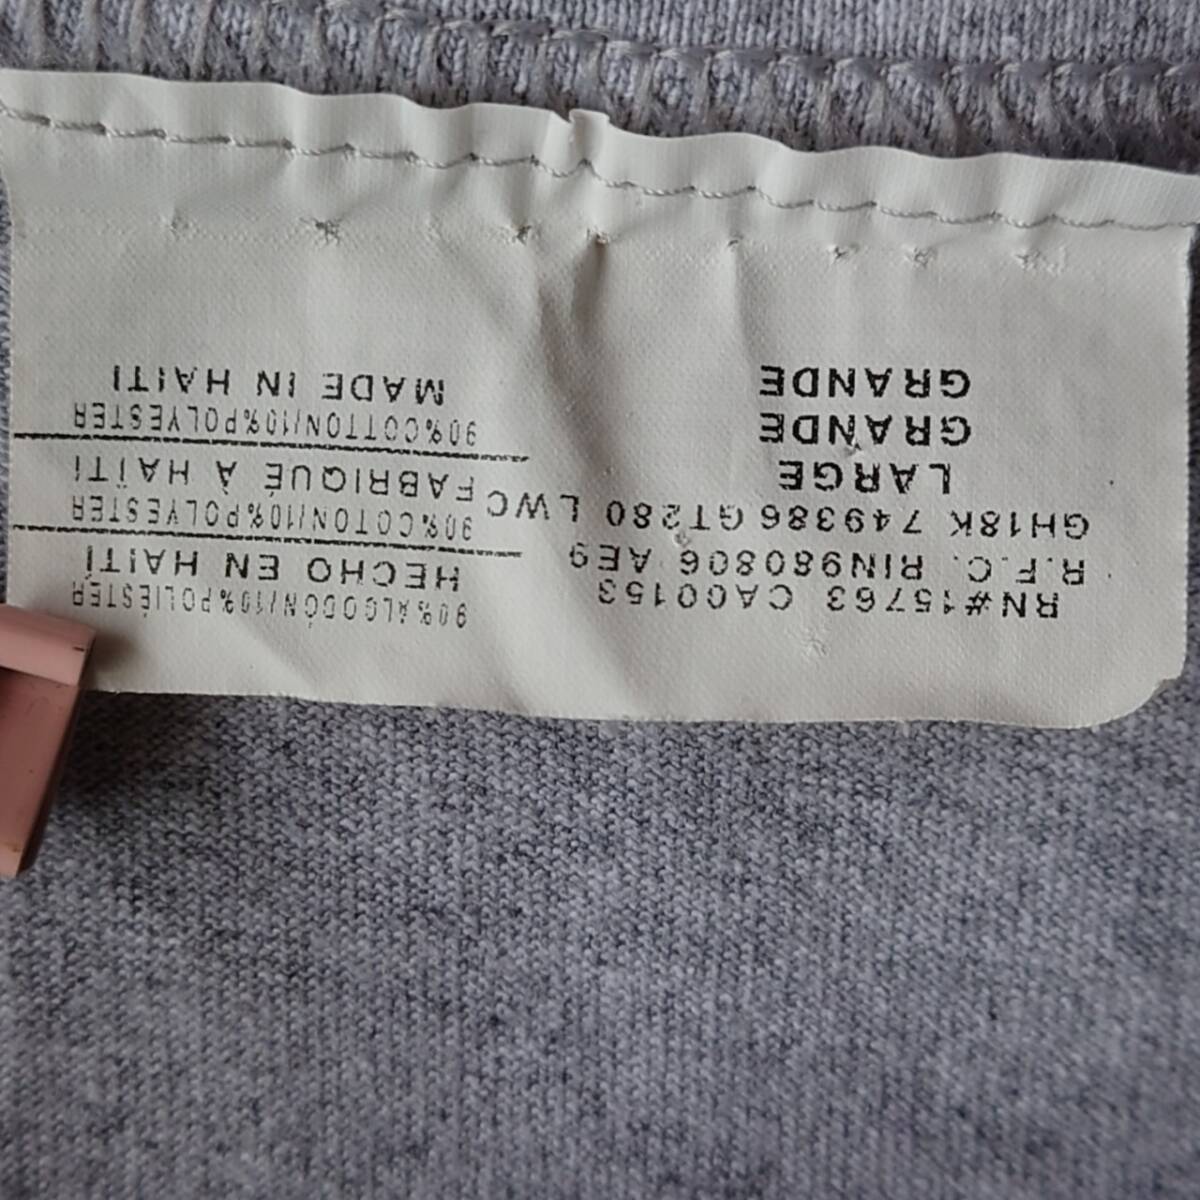 RN#15763 CA00153
R.F.C. RIN980806 AE9
GH18K 749386 GT280 LWC
LARGE
GRANDE
GRANDE
90%ALGODÓN/10%POLIÉSTER
HECHO EN HAITÍ
90%COTON/10%POLYESTER
FABRIQUÉ À HAÏTI
90%COTTON/10%POLYESTER
MADE IN HAITI